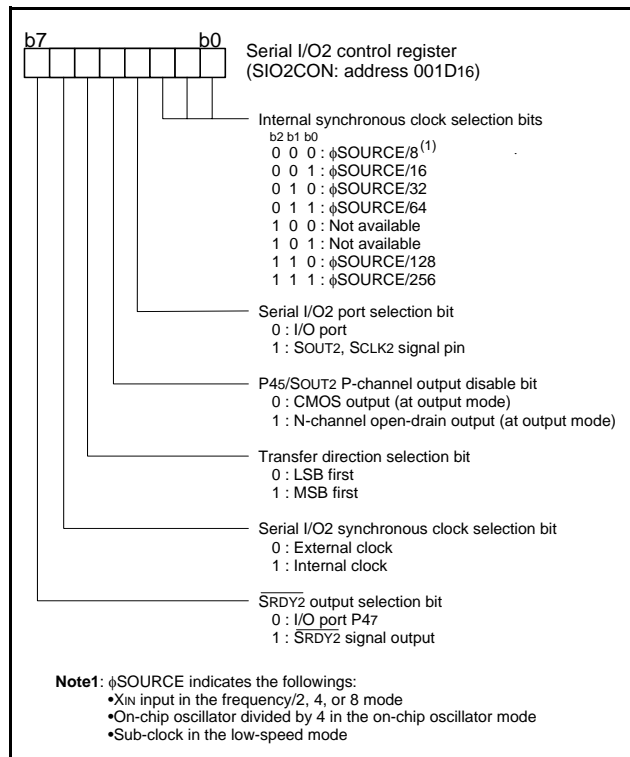 b7 b0
Serial I/O2 control register
(SIO2CON: address 001D16)
Internal synchronous clock selection bits
b2 b1 b0
0 0 0 : ϕSOURCE/8(1)
0 0 1 : ϕSOURCE/16
0 1 0 : ϕSOURCE/32
0 1 1 : ϕSOURCE/64
1 0 0 : Not available
1 0 1 : Not available
1 1 0 : ϕSOURCE/128
1 1 1 : ϕSOURCE/256
Serial I/O2 port selection bit
0 : I/O port
1 : SOUT2, SCLK2 signal pin
P45/SOUT2 P-channel output disable bit
0 : CMOS output (at output mode)
1 : N-channel open-drain output (at output mode)
Transfer direction selection bit
0 : LSB first
1 : MSB first
Serial I/O2 synchronous clock selection bit
0 : External clock
1 : Internal clock
SRDY2 output selection bit
0 : I/O port P47
1 : SRDY2 signal output
Note1: ϕSOURCE indicates the followings:
•XIN input in the frequency/2, 4, or 8 mode
•On-chip oscillator divided by 4 in the on-chip oscillator mode
•Sub-clock in the low-speed mode